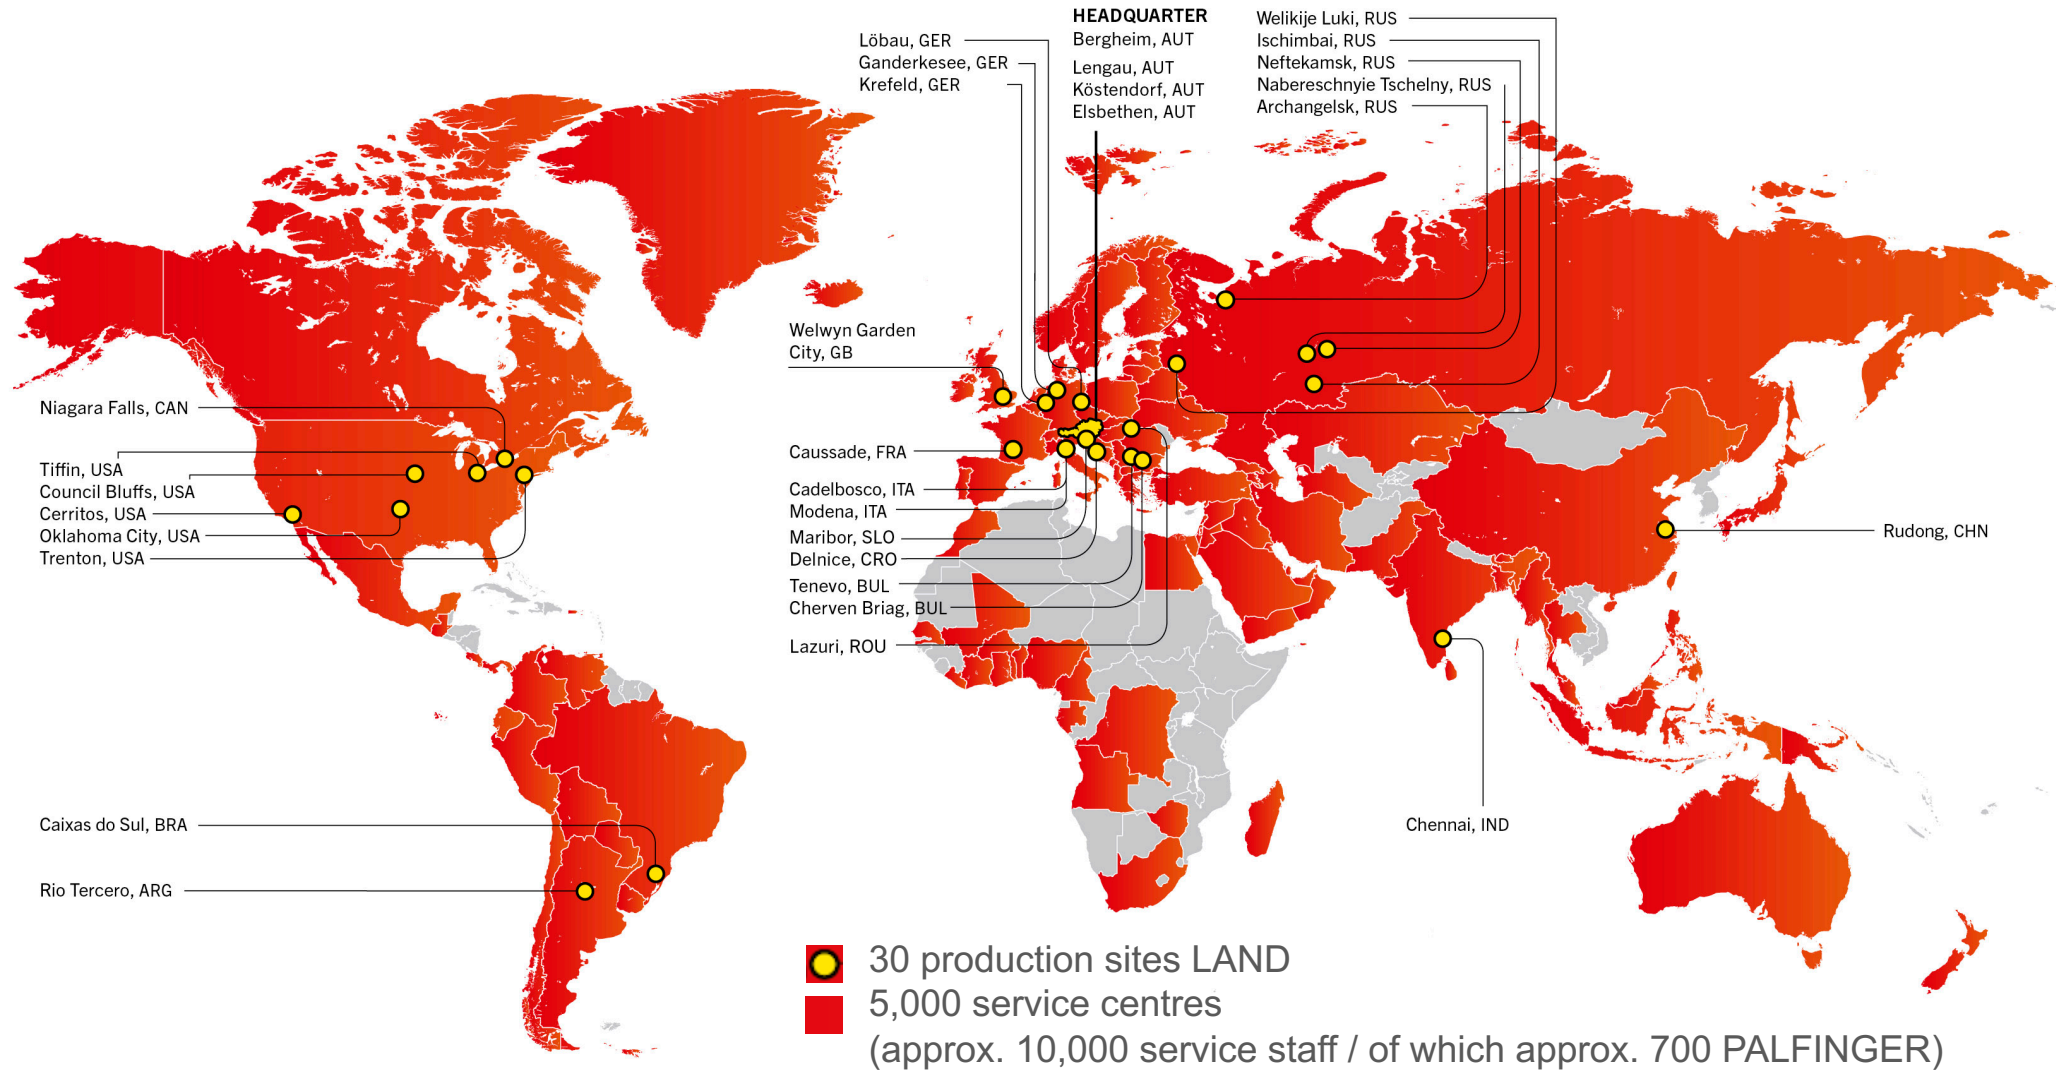 HEADQUARTER
Bergheim, AUT
Lengau, AUT
Köstendorf, AUT
Elsbethen, AUT
Löbau, GER
Ganderkesee, GER
Krefeld, GER
Welikije Luki, RUS
Ischimbai, RUS
Neftekamsk, RUS
Nabereschnyie Tschelny, RUS
Archangelsk, RUS
Welwyn Garden
City, GB
Niagara Falls, CAN
Tiffin, USA
Council Bluffs, USA
Cerritos, USA
Oklahoma City, USA
Trenton, USA
Caussade, FRA
Cadelbosco, ITA
Modena, ITA
Maribor, SLO
Delnice, CRO
Tenevo, BUL
Cherven Briag, BUL
Lazuri, ROU
Rudong, CHN
Chennai, IND
Caixas do Sul, BRA
Rio Tercero, ARG
30 production sites LAND
5,000 service centres
(approx. 10,000 service staff / of which approx. 700 PALFINGER)